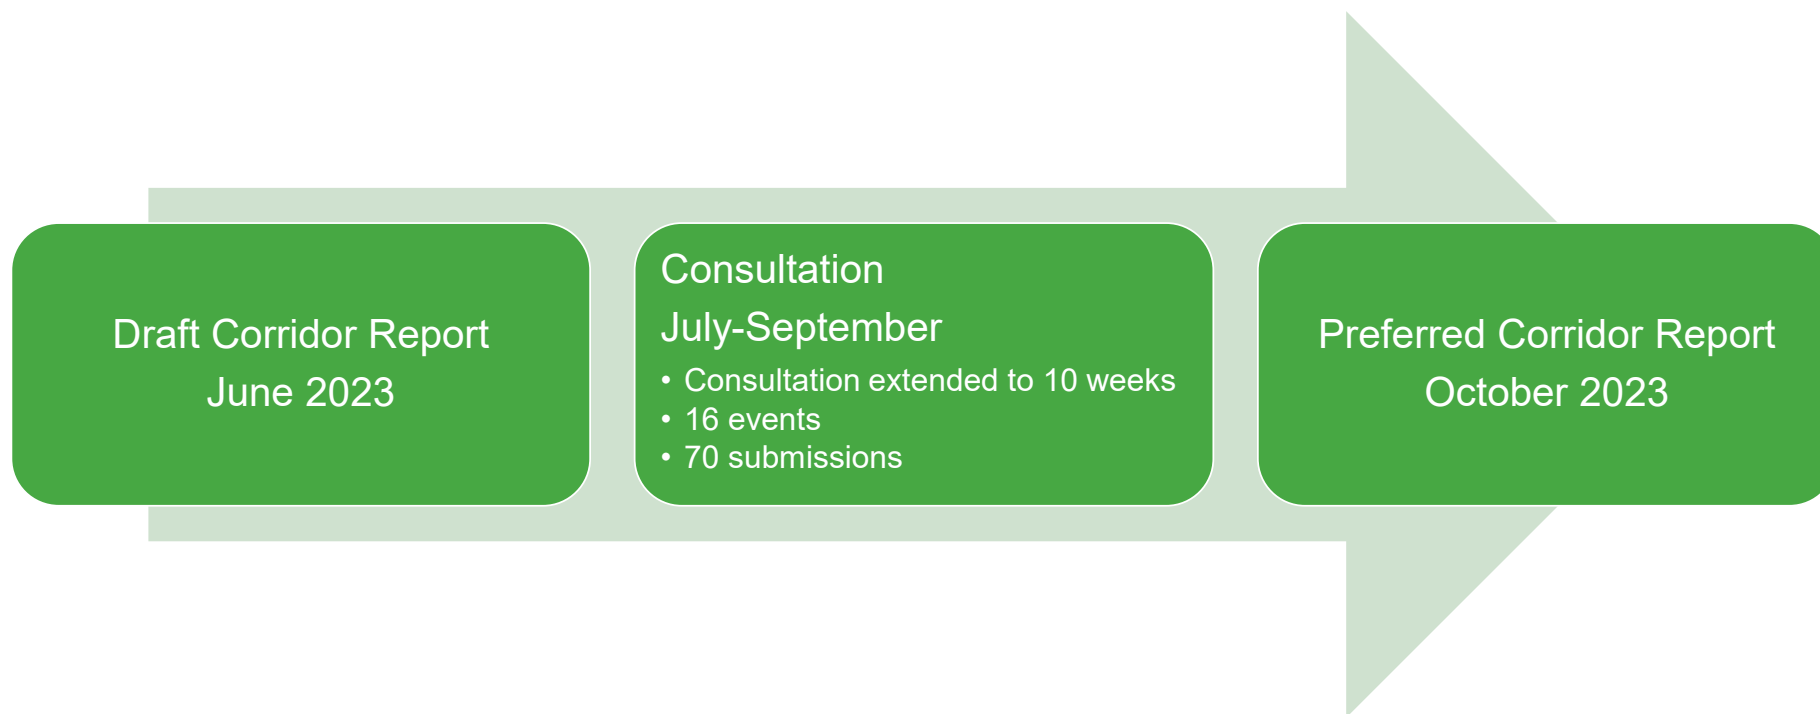 Draft Corridor Report
June 2023
Consultation
July-September
• Consultation extended to 10 weeks
• 16 events
• 70 submissions
Preferred Corridor Report
October 2023